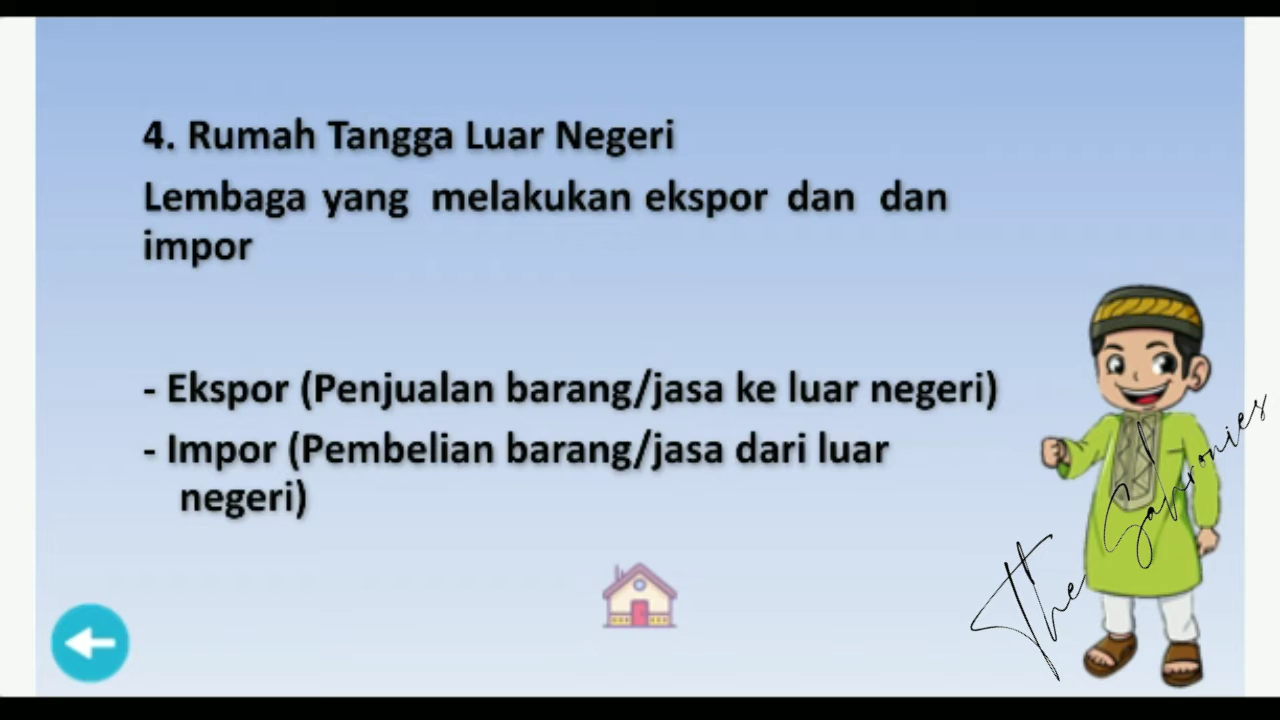 4. Rumah Tangga Luar Negeri
Lembaga yang melakukan ekspor dan dan
impor
- Ekspor (Penjualan barang/jasa ke luar negeri)
- Impor (Pembelian barang/jasa dari luar
negeri)
The Sahronies